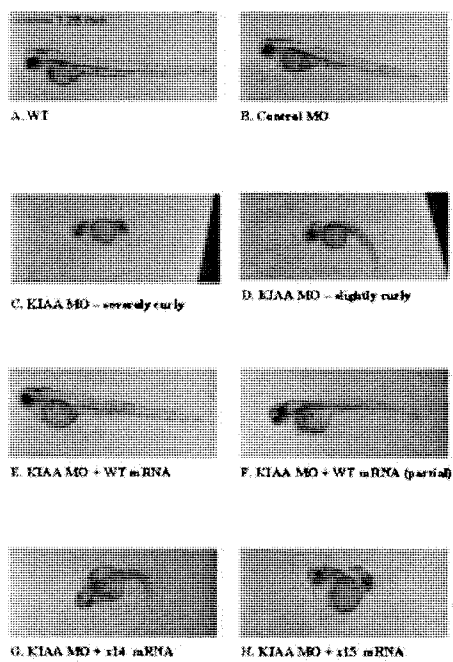 A. WT
B. Control MO
C. KIAA MO – severely curly
D. KIAA MO – slightly curly
E. KIAA MO + WT mRNA
F. KIAA MO + WT mRNA (partial)
G. KIAA MO + x14 mRNA
H. KIAA MO + x15 mRNA